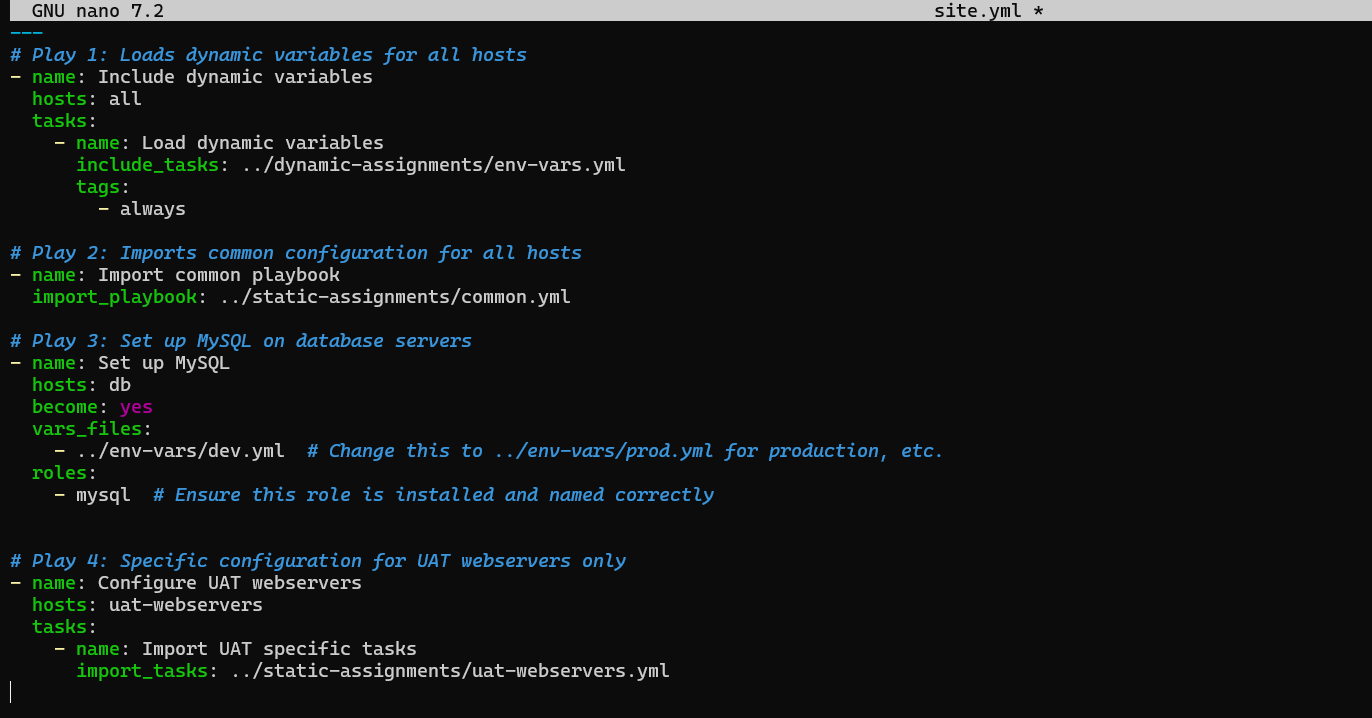 GNU nano 7.2 site.yml *
---
# Play 1: Loads dynamic variables for all hosts
- name: Include dynamic variables
  hosts: all
  tasks:
    - name: Load dynamic variables
      include_tasks: ../dynamic-assignments/env-vars.yml
      tags:
        - always

# Play 2: Imports common configuration for all hosts
- name: Import common playbook
  import_playbook: ../static-assignments/common.yml

# Play 3: Set up MySQL on database servers
- name: Set up MySQL
  hosts: db
  become: yes
  vars_files:
    - ../env-vars/dev.yml  # Change this to ../env-vars/prod.yml for production, etc.
  roles:
    - mysql  # Ensure this role is installed and named correctly


# Play 4: Specific configuration for UAT webservers only
- name: Configure UAT webservers
  hosts: uat-webservers
  tasks:
    - name: Import UAT specific tasks
      import_tasks: ../static-assignments/uat-webservers.yml